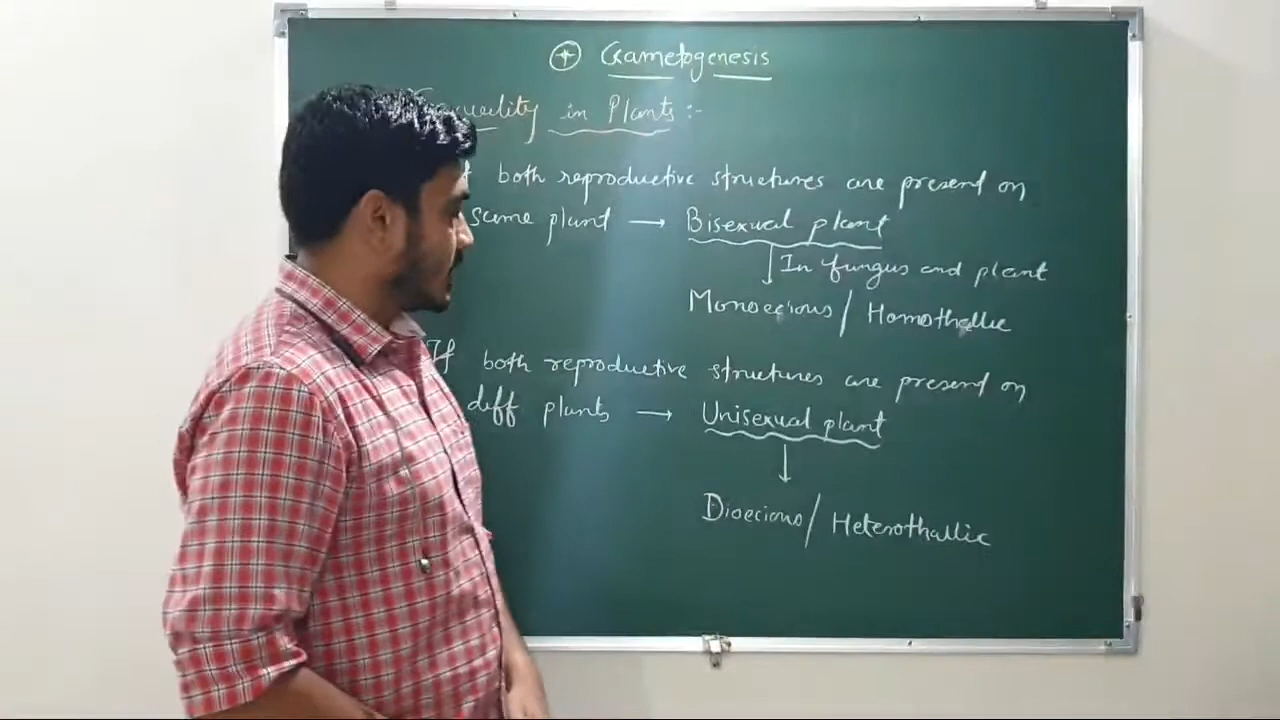 + Gametogenesis
in Plants :-
both reproductive structures are present on
same plant → Bisexual plant
In fungus and plant
Monoecious / Homothallic
If both reproductive structures are present on
diff plants → Unisexual plant
Dioecious / Heterothallic